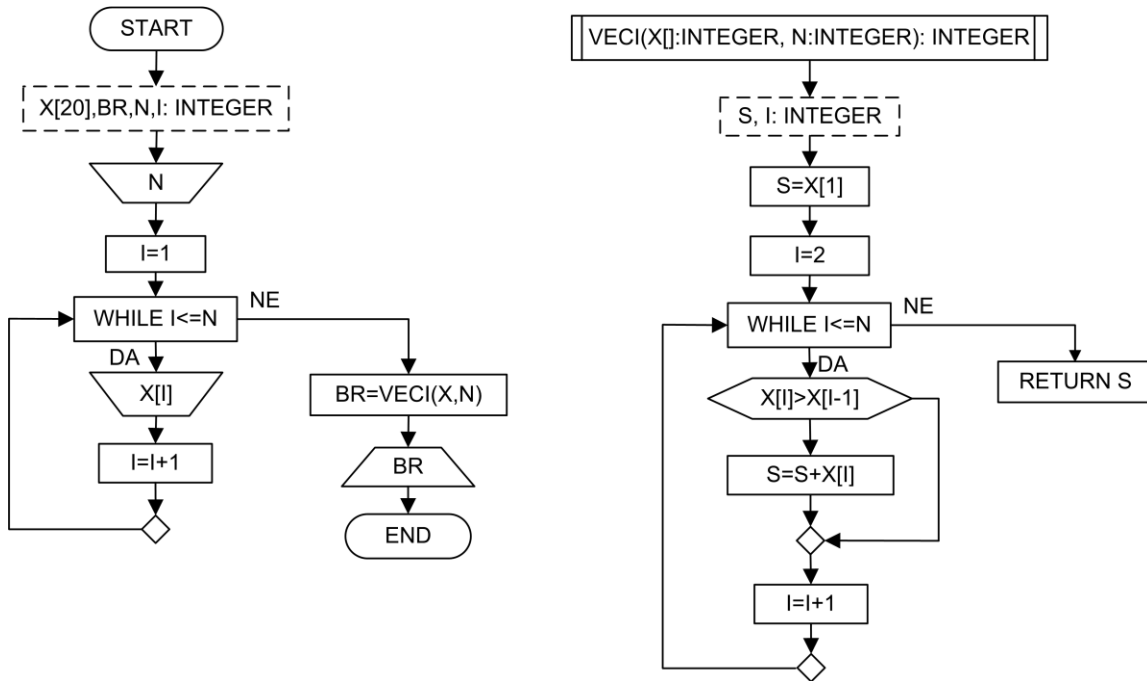 START
X[20],BR,N,I: INTEGER
N
I=1
WHILE I<=N
NE
DA
X[I]
I=I+1
BR=VECI(X,N)
BR
END
VECI(X[]:INTEGER, N:INTEGER): INTEGER
S, I: INTEGER
S=X[1]
I=2
WHILE I<=N
NE
DA
X[I]>X[I-1]
S=S+X[I]
I=I+1
RETURN S